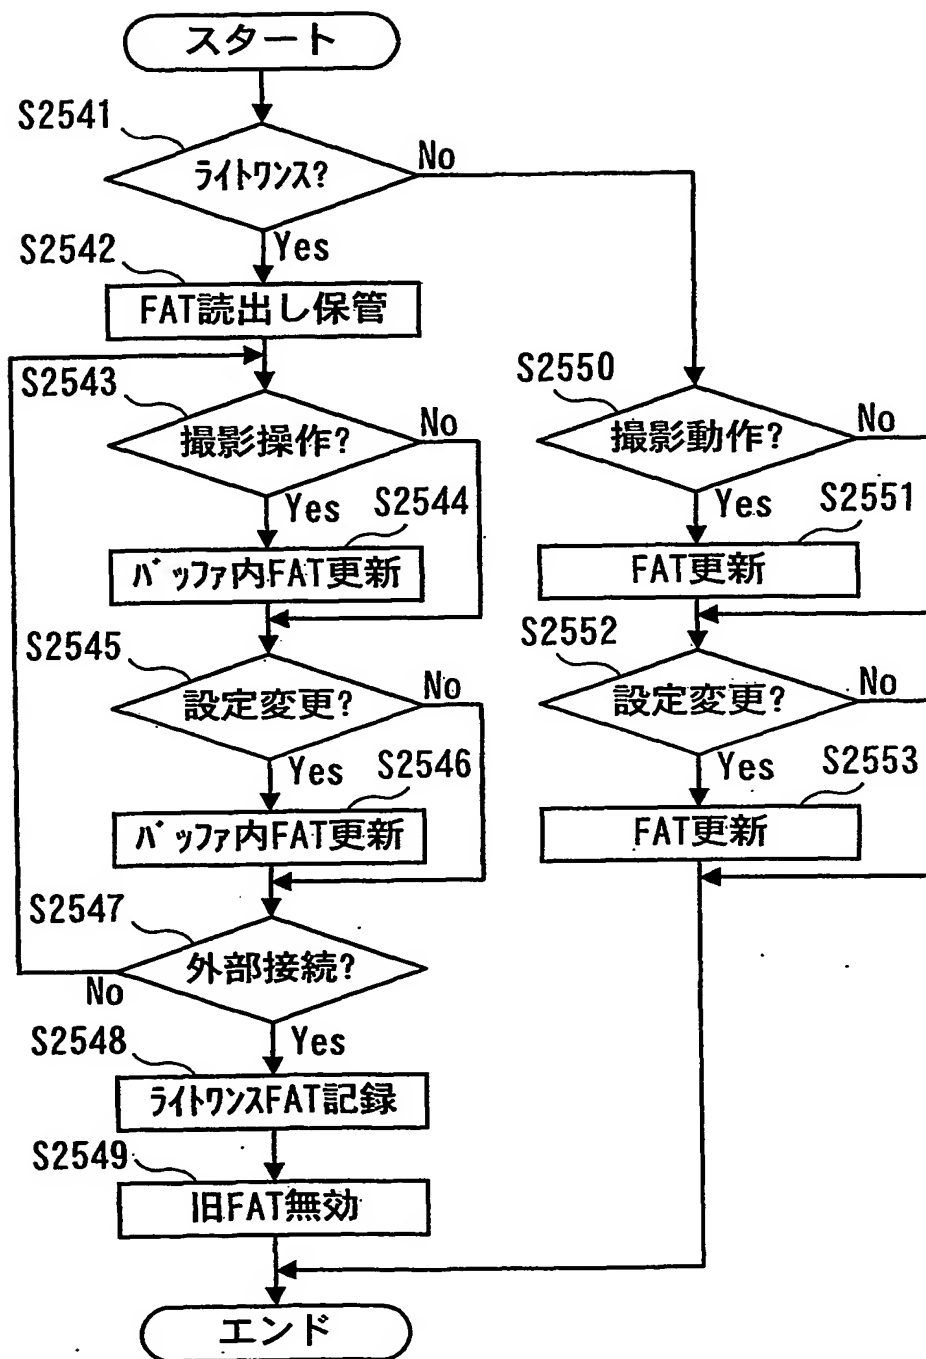 スタート
S2541
ライトワンス?
No
Yes
S2542
FAT読出し保管
S2543
撮影操作?
No
Yes
S2544
バッファ内FAT更新
S2545
設定変更?
No
Yes
S2546
バッファ内FAT更新
S2547
外部接続?
No
Yes
S2548
ライトワンスFAT記録
S2549
旧FAT無効
S2550
撮影動作?
No
Yes
S2551
FAT更新
S2552
設定変更?
No
Yes
S2553
FAT更新
エンド